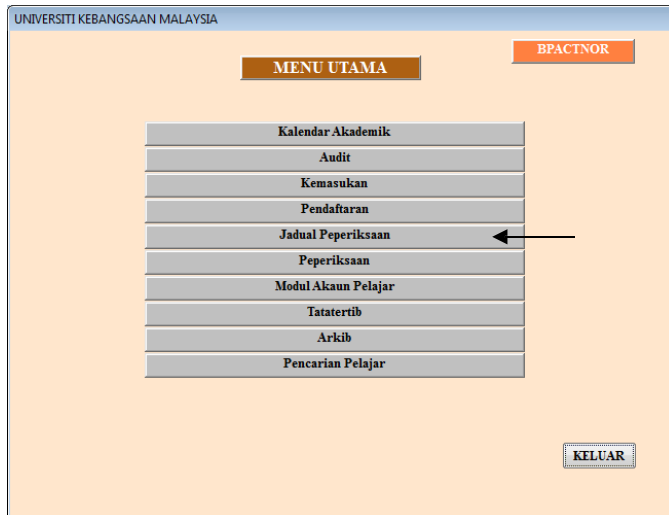 UNIVERSITI KEBANGSAAN MALAYSIA
BPACTNOR
MENU UTAMA
Kalendar Akademik
Audit
Kemasukan
Pendaftaran
Jadual Peperiksaan
Peperiksaan
Modul Akaun Pelajar
Tatatertib
Arkib
Pencarian Pelajar
KELUAR